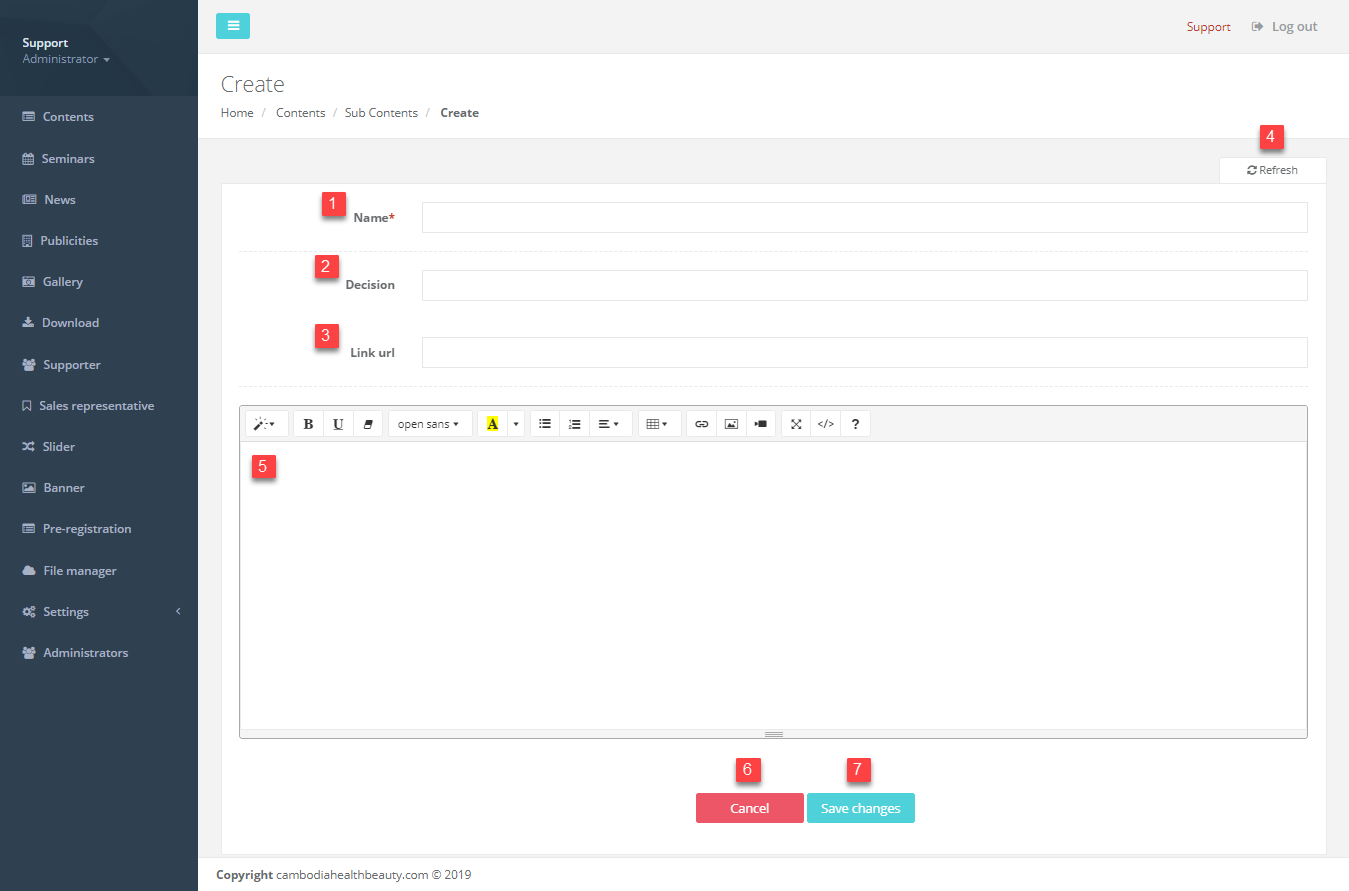 Support
Administrator
Contents
Seminars
News
Publicities
Gallery
Download
Supporter
Sales representative
Slider
Banner
Pre-registration
File manager
Settings
Administrators
Support Log out
Create
Home / Contents / Sub Contents / Create
4
Refresh
1
Name*
2
Decision
3
Link url
B U open sans A </> ?
5
6 7
Cancel Save changes
Copyright cambodiahealthbeauty.com © 2019